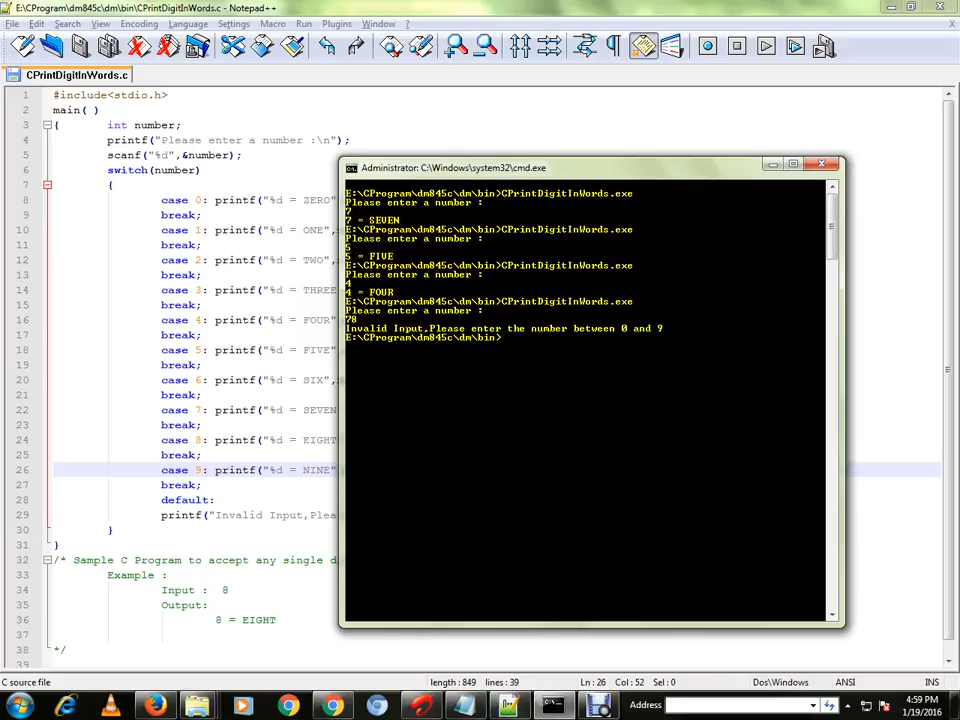 E:\CProgram\dm845c\dm\bin\CPrintDigitInWords.c - Notepad++
File Edit Search View Encoding Language Settings Macro Run Plugins Window ?
X
CPrintDigitInWords.c
1 #include<stdio.h>
2 main( )
3 { int number;
4 printf("Please enter a number :\n");
5 scanf("%d",&number);
6 switch(number)
7 {
8 case 0: printf("%d = ZERO"
9 break;
10 case 1: printf("%d = ONE",
11 break;
12 case 2: printf("%d = TWO",
13 break;
14 case 3: printf("%d = THREE
15 break;
16 case 4: printf("%d = FOUR"
17 break;
18 case 5: printf("%d = FIVE"
19 break;
20 case 6: printf("%d = SIX",
21 break;
22 case 7: printf("%d = SEVEN
23 break;
24 case 8: printf("%d = EIGHT
25 break;
26 case 9: printf("%d = NINE"
27 break;
28 default:
29 printf("Invalid Input,Plea
30 }
31 }
32 /* Sample C Program to accept any single d
33 Example :
34 Input : 8
35 Output:
36 8 = EIGHT
37
38 */
39
Administrator: C:\Windows\system32\cmd.exe
E:\CProgram\dm845c\dm\bin>CPrintDigitInWords.exe
Please enter a number :
7
7 = SEVEN
E:\CProgram\dm845c\dm\bin>CPrintDigitInWords.exe
Please enter a number :
5
5 = FIVE
E:\CProgram\dm845c\dm\bin>CPrintDigitInWords.exe
Please enter a number :
4
4 = FOUR
E:\CProgram\dm845c\dm\bin>CPrintDigitInWords.exe
Please enter a number :
78
Invalid Input,Please enter the number between 0 and 9
E:\CProgram\dm845c\dm\bin>
C source file length : 849 lines : 39 Ln : 26 Col : 52 Sel : 0 Dos\Windows ANSI INS
Address
4:59 PM
1/19/2016